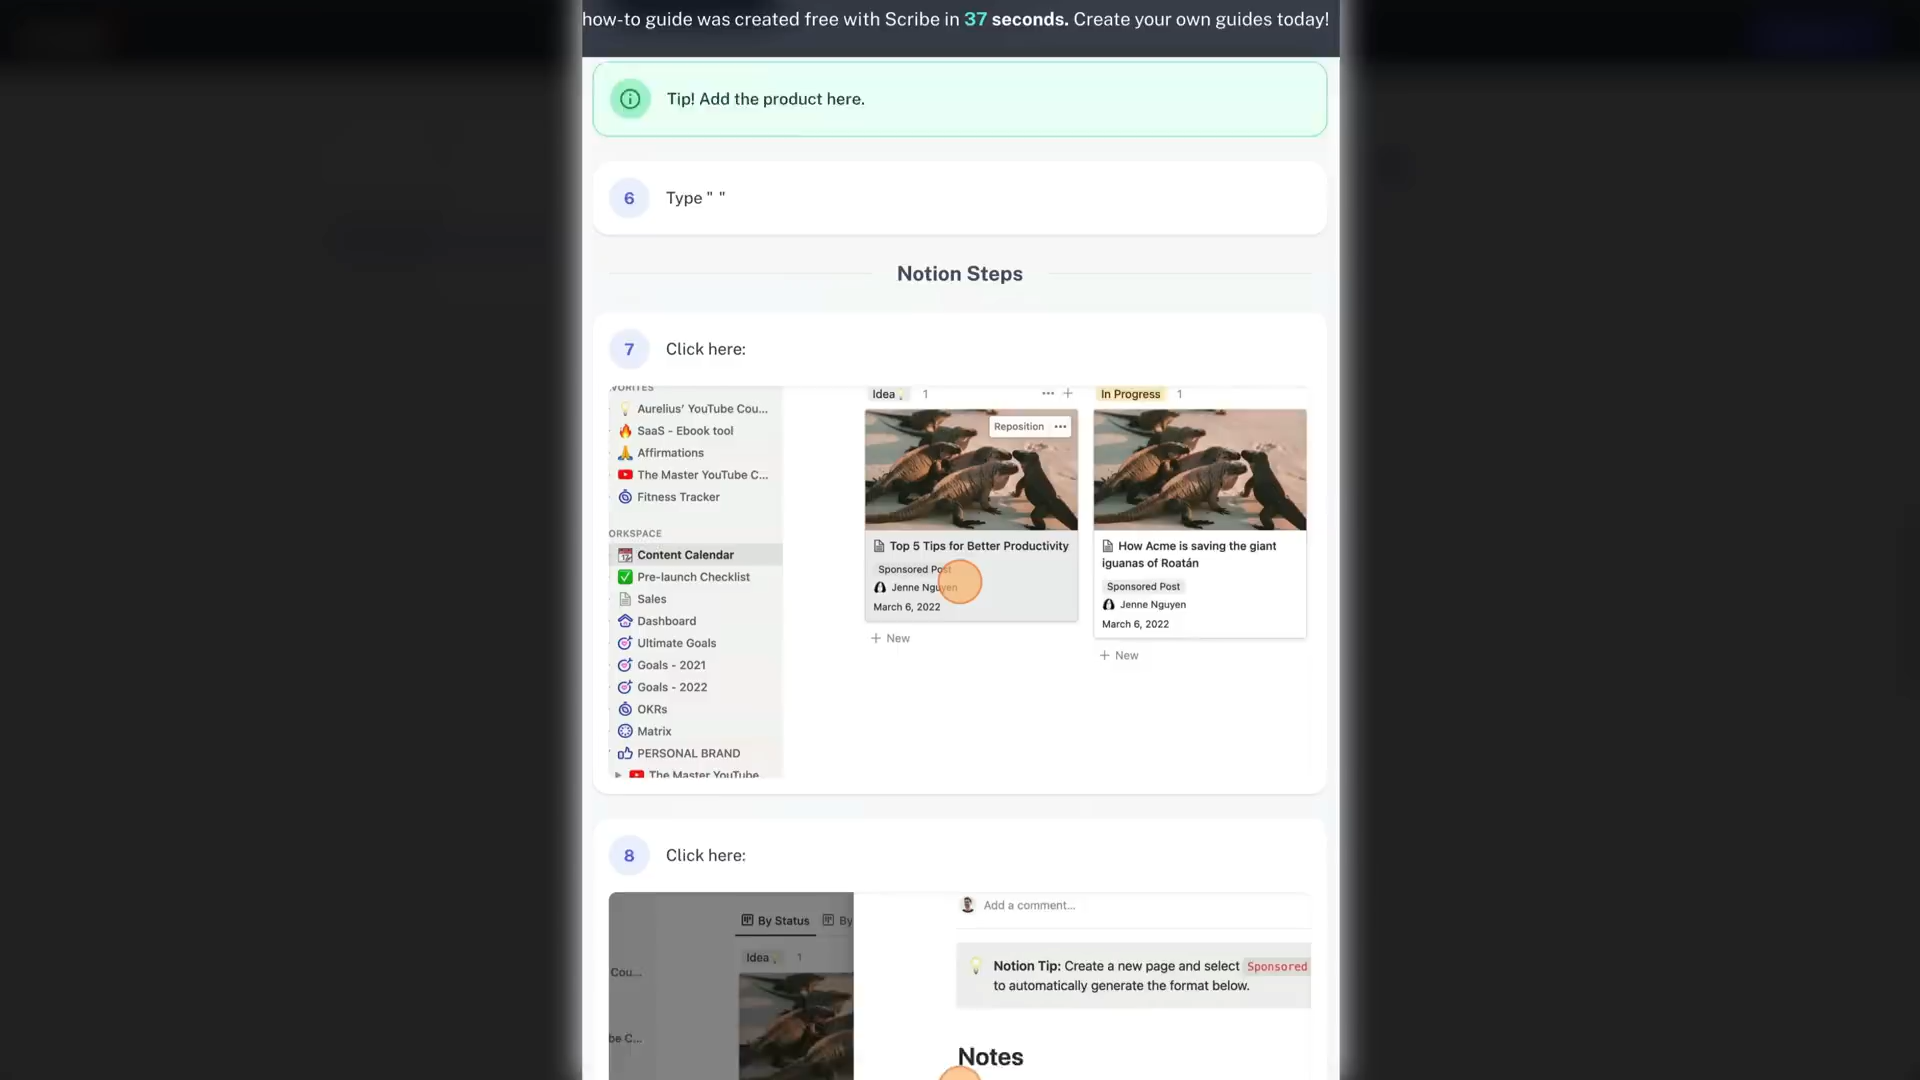 how-to guide was created free with Scribe in 37 seconds. Create your own guides today!
Tip! Add the product here.
6 Type " "
Notion Steps
7 Click here:
Aurelius' YouTube Cou...
SaaS - Ebook tool
Affirmations
The Master YouTube C...
Fitness Tracker
ORKSPACE
Content Calendar
Pre-launch Checklist
Sales
Dashboard
Ultimate Goals
Goals - 2021
Goals - 2022
OKRs
Matrix
PERSONAL BRAND
The Master YouTube
Idea 1
Reposition
Top 5 Tips for Better Productivity
Sponsored Post
Jenne Nguyen
March 6, 2022
+ New
In Progress 1
How Acme is saving the giant
iguanas of Roatán
Sponsored Post
Jenne Nguyen
March 6, 2022
+ New
8 Click here:
By Status By
Idea 1
Cou...
be C...
Add a comment...
Notion Tip: Create a new page and select Sponsored
to automatically generate the format below.
Notes